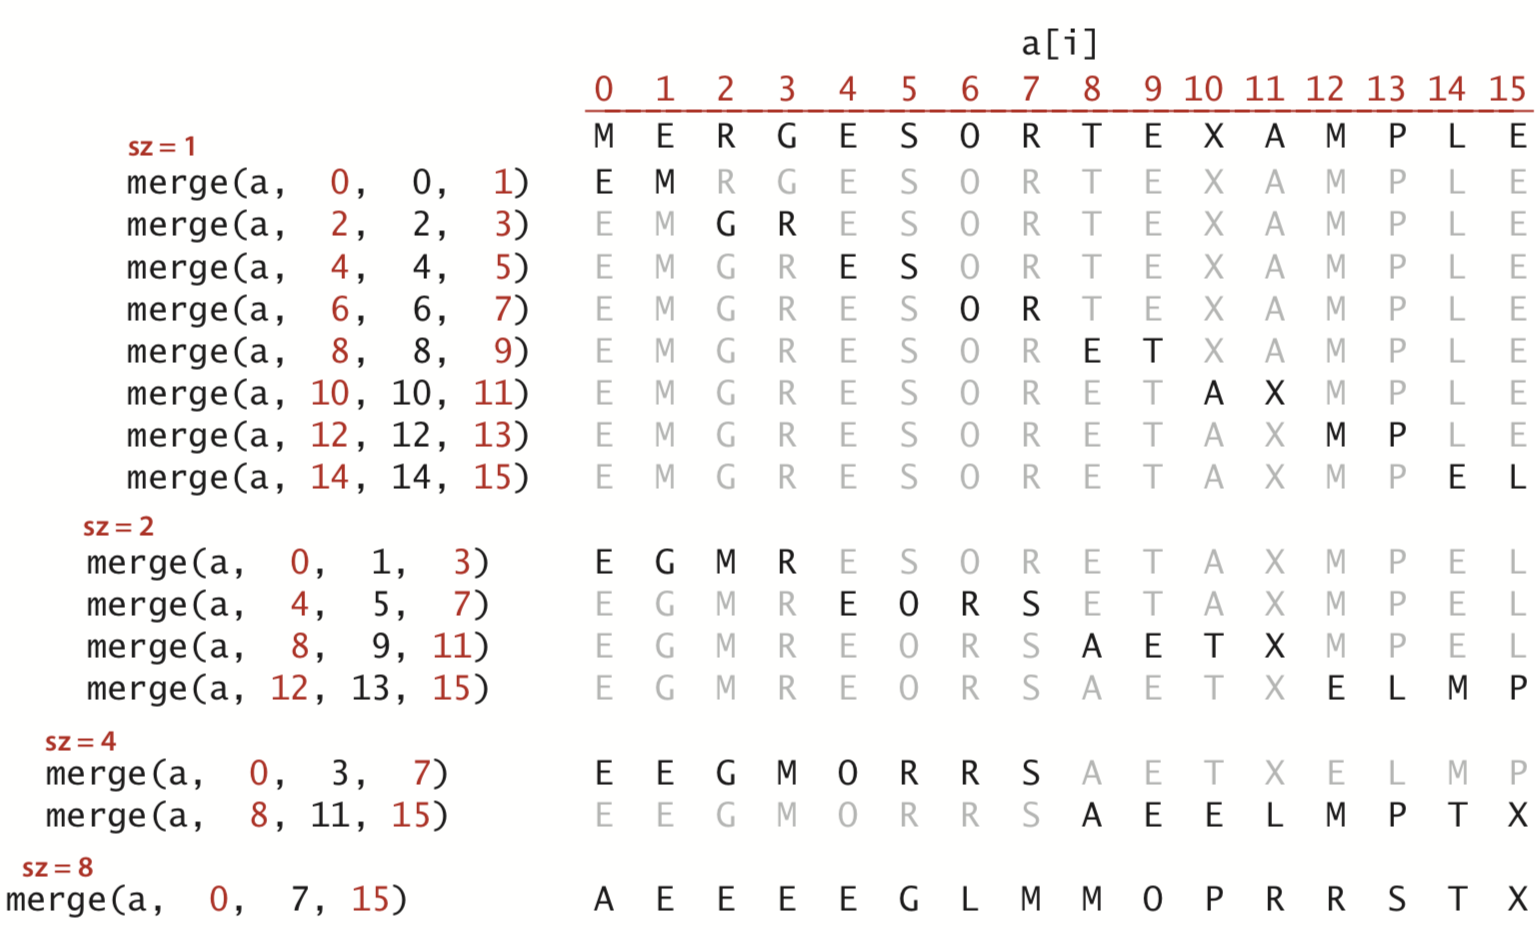 a[i]
0 1 2 3 4 5 6 7 8 9 10 11 12 13 14 15
M E R G E S O R T E X A M P L E
sz = 1
merge(a, 0, 0, 1) E M R G E S O R T E X A M P L E
merge(a, 2, 2, 3) E M G R E S O R T E X A M P L E
merge(a, 4, 4, 5) E M G R E S O R T E X A M P L E
merge(a, 6, 6, 7) E M G R E S O R T E X A M P L E
merge(a, 8, 8, 9) E M G R E S O R E T X A M P L E
merge(a, 10, 10, 11) E M G R E S O R E T A X M P L E
merge(a, 12, 12, 13) E M G R E S O R E T A X M P L E
merge(a, 14, 14, 15) E M G R E S O R E T A X M P E L
sz = 2
merge(a, 0, 1, 3) E G M R E S O R E T A X M P E L
merge(a, 4, 5, 7) E G M R E O R S E T A X M P E L
merge(a, 8, 9, 11) E G M R E O R S A E T X M P E L
merge(a, 12, 13, 15) E G M R E O R S A E T X E L M P
sz = 4
merge(a, 0, 3, 7) E E G M O R R S A E T X E L M P
merge(a, 8, 11, 15) E E G M O R R S A E E L M P T X
sz = 8
merge(a, 0, 7, 15) A E E E E G L M M O P R R S T X